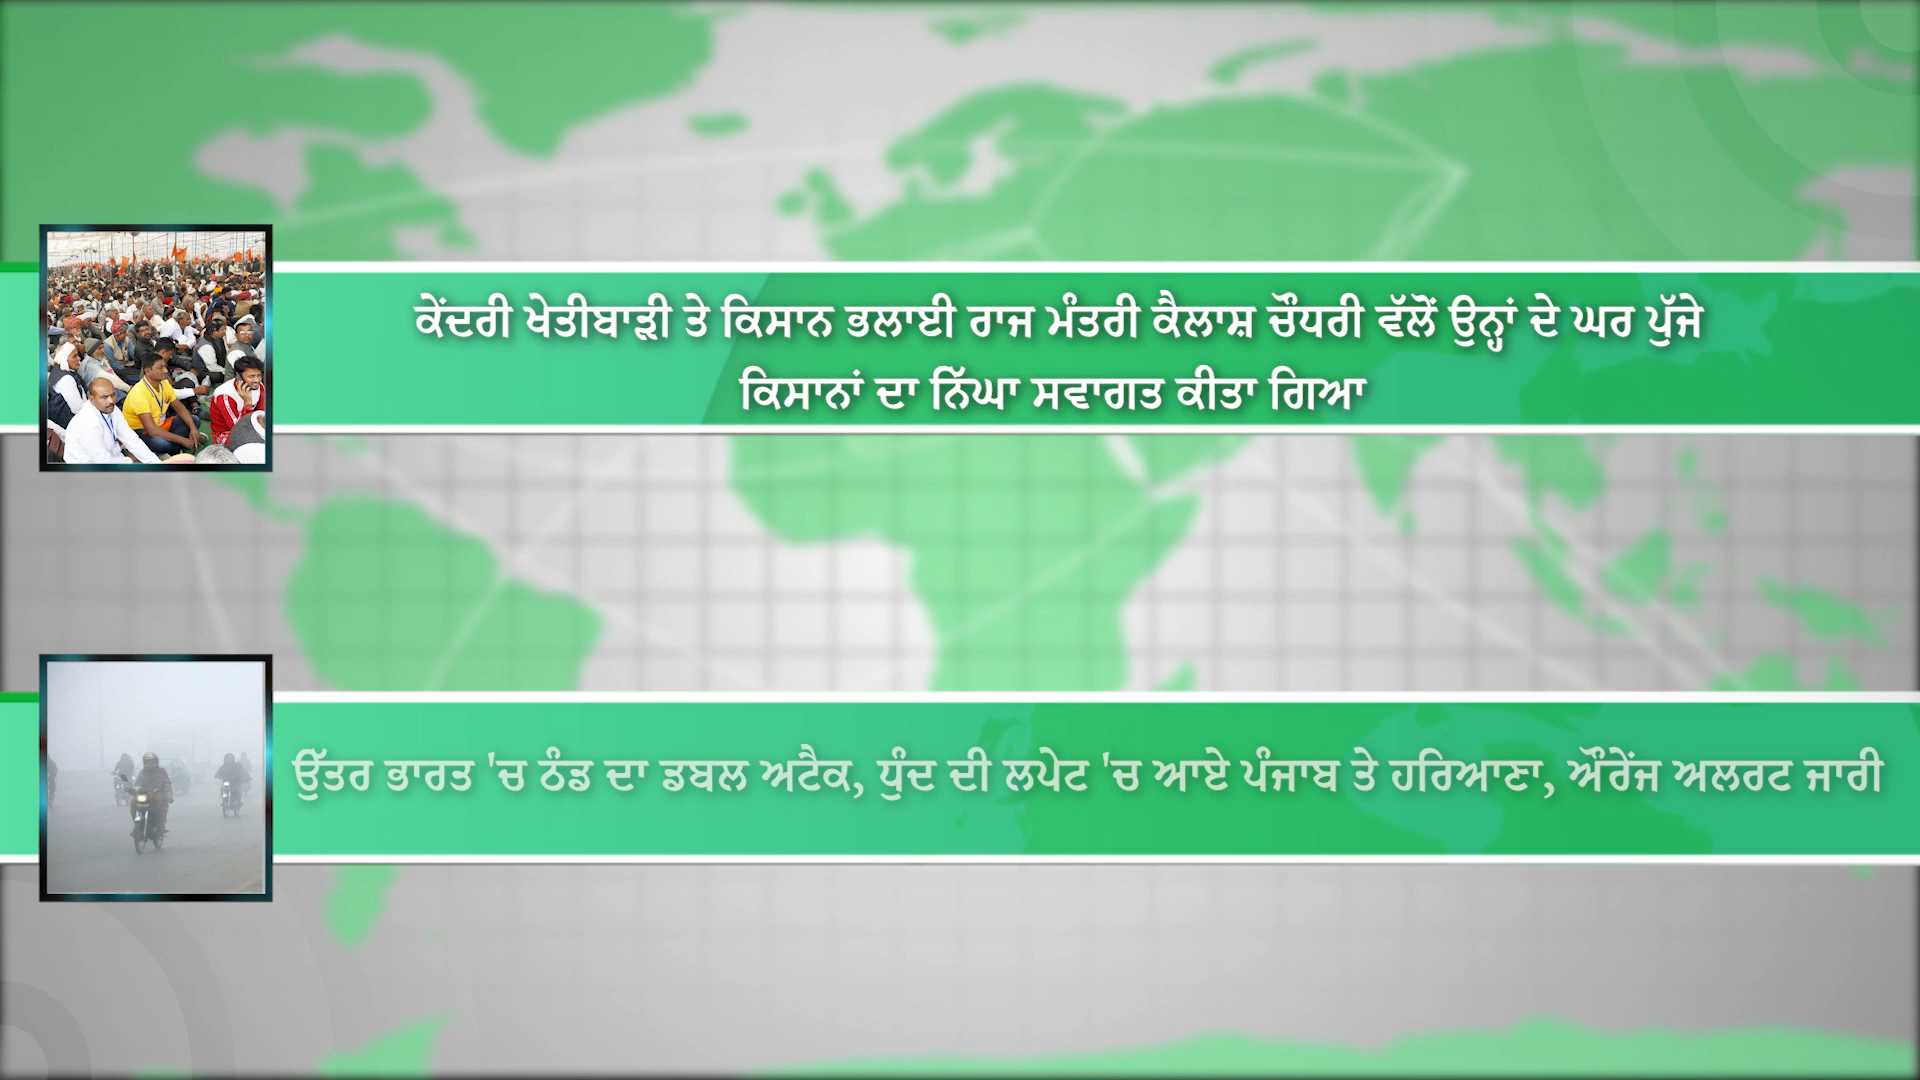 ਕੇਂਦਰੀ ਖੇਤੀਬਾੜੀ ਤੇ ਕਿਸਾਨ ਭਲਾਈ ਰਾਜ ਮੰਤਰੀ ਕੈਲਾਸ਼ ਚੌਧਰੀ ਵੱਲੋਂ ਉਨ੍ਹਾਂ ਦੇ ਘਰ ਪੁੱਜੇ
ਕਿਸਾਨਾਂ ਦਾ ਨਿੱਘਾ ਸਵਾਗਤ ਕੀਤਾ ਗਿਆ
ਉੱਤਰ ਭਾਰਤ 'ਚ ਠੰਡ ਦਾ ਡਬਲ ਅਟੈਕ, ਧੁੰਦ ਦੀ ਲਪੇਟ 'ਚ ਆਏ ਪੰਜਾਬ ਤੇ ਹਰਿਆਣਾ, ਔਰੇਂਜ ਅਲਰਟ ਜਾਰੀ